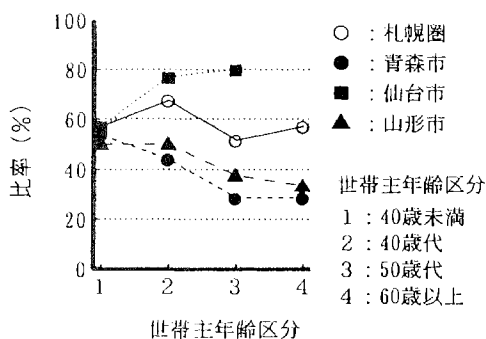 比率(%)
100
80
60
40
20
0
1 2 3 4
世帯主年齢区分
○ : 札幌圏
● : 青森市
■ : 仙台市
▲ : 山形市
世帯主年齢区分
1 : 40歳未満
2 : 40歳代
3 : 50歳代
4 : 60歳以上